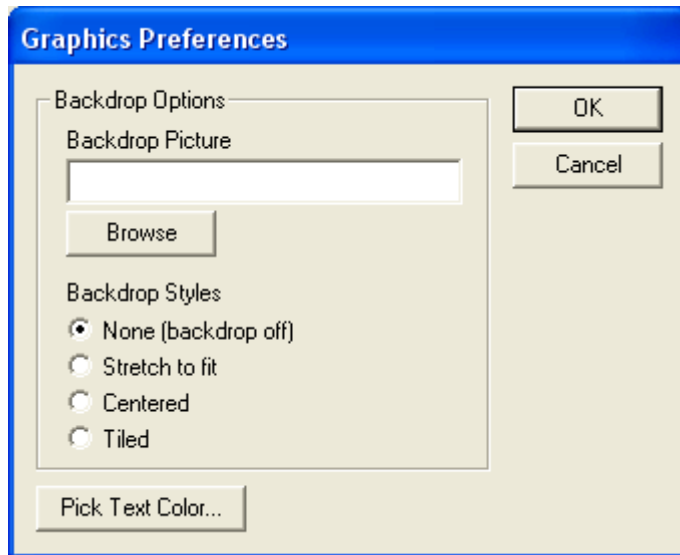 Graphics Preferences
Backdrop Options
Backdrop Picture
Browse
Backdrop Styles
None (backdrop off)
Stretch to fit
Centered
Tiled
Pick Text Color...
OK
Cancel